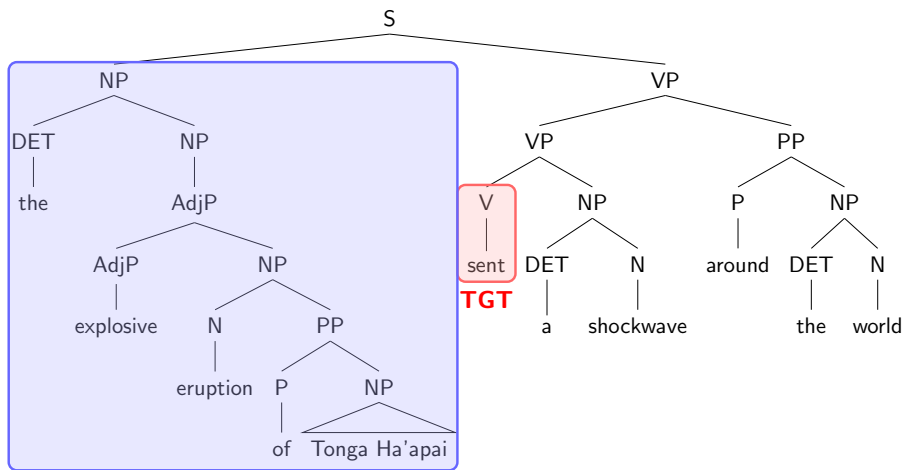 S
NP VP
DET NP VP PP
the AdjP V NP P NP
AdjP NP sent DET N around DET N
TGT
explosive N PP a shockwave the world
eruption P NP
of Tonga Ha'apai